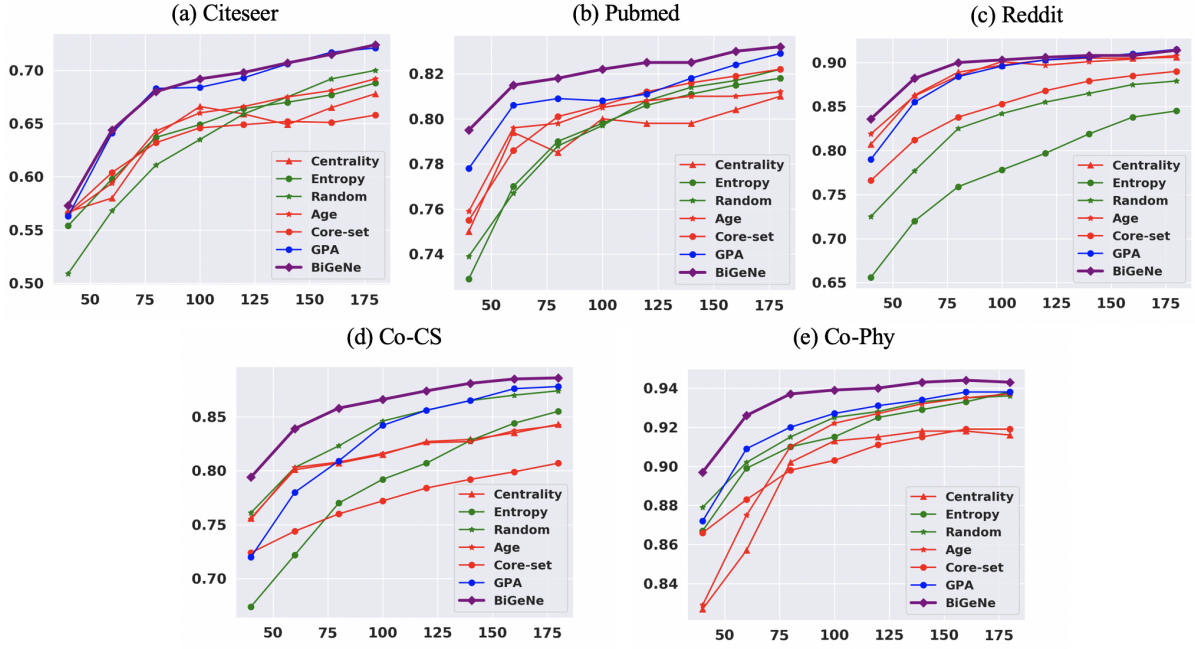 (a) Citeseer
0.70
0.65
0.60
0.55
0.50
50 75 100 125 150 175
Centrality
Entropy
Random
Age
Core-set
GPA
BiGeNe
(b) Pubmed
0.82
0.80
0.78
0.76
0.74
50 75 100 125 150 175
Centrality
Entropy
Random
Age
Core-set
GPA
BiGeNe
(c) Reddit
0.90
0.85
0.80
0.75
0.70
0.65
50 75 100 125 150 175
Centrality
Entropy
Random
Age
Core-set
GPA
BiGeNe
(d) Co-CS
0.85
0.80
0.75
0.70
50 75 100 125 150 175
Centrality
Entropy
Random
Age
Core-set
GPA
BiGeNe
(e) Co-Phy
0.94
0.92
0.90
0.88
0.86
0.84
50 75 100 125 150 175
Centrality
Entropy
Random
Age
Core-set
GPA
BiGeNe